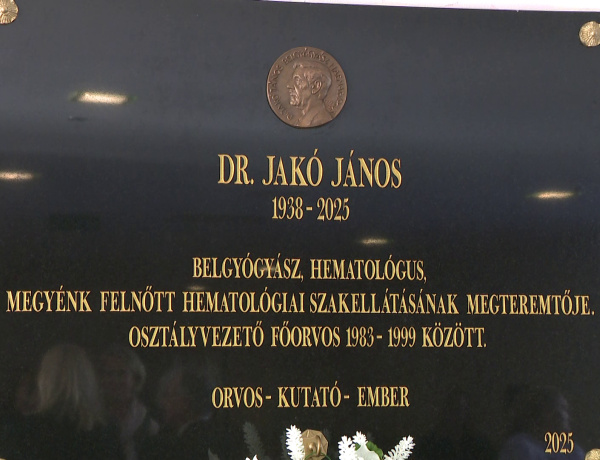 DR. JAKÓ JÁNOS
1938 - 2025
BELGYÓGYÁSZ, HEMATOLÓGUS,
MEGYÉNK FELNŐTT HEMATOLÓGIAI SZAKELLÁTÁSÁNAK MEGTEREMTŐJE.
OSZTÁLYVEZETŐ FŐORVOS 1983 - 1999 KÖZÖTT.
ORVOS - KUTATÓ - EMBER
2025